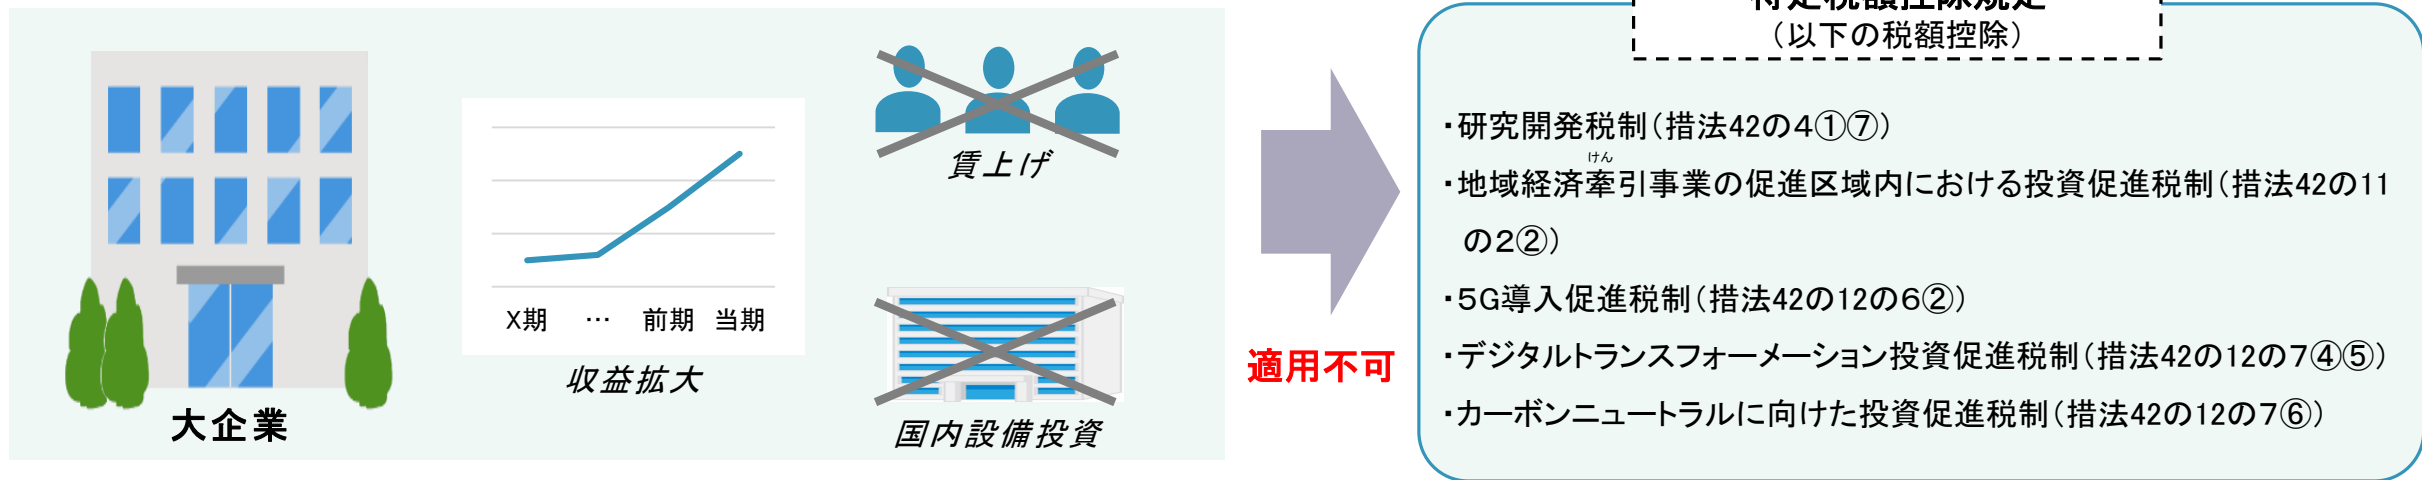 大企業
X期 … 前期 当期
収益拡大
賃上げ
国内設備投資
適用不可
特定税額控除規定
（以下の税額控除）
・研究開発税制（措法42の4①⑦）
けん
・地域経済牽引事業の促進区域内における投資促進税制（措法42の11
の2②）
・5G導入促進税制（措法42の12の6②）
・デジタルトランスフォーメーション投資促進税制（措法42の12の7④⑤）
・カーボンニュートラルに向けた投資促進税制（措法42の12の7⑥）